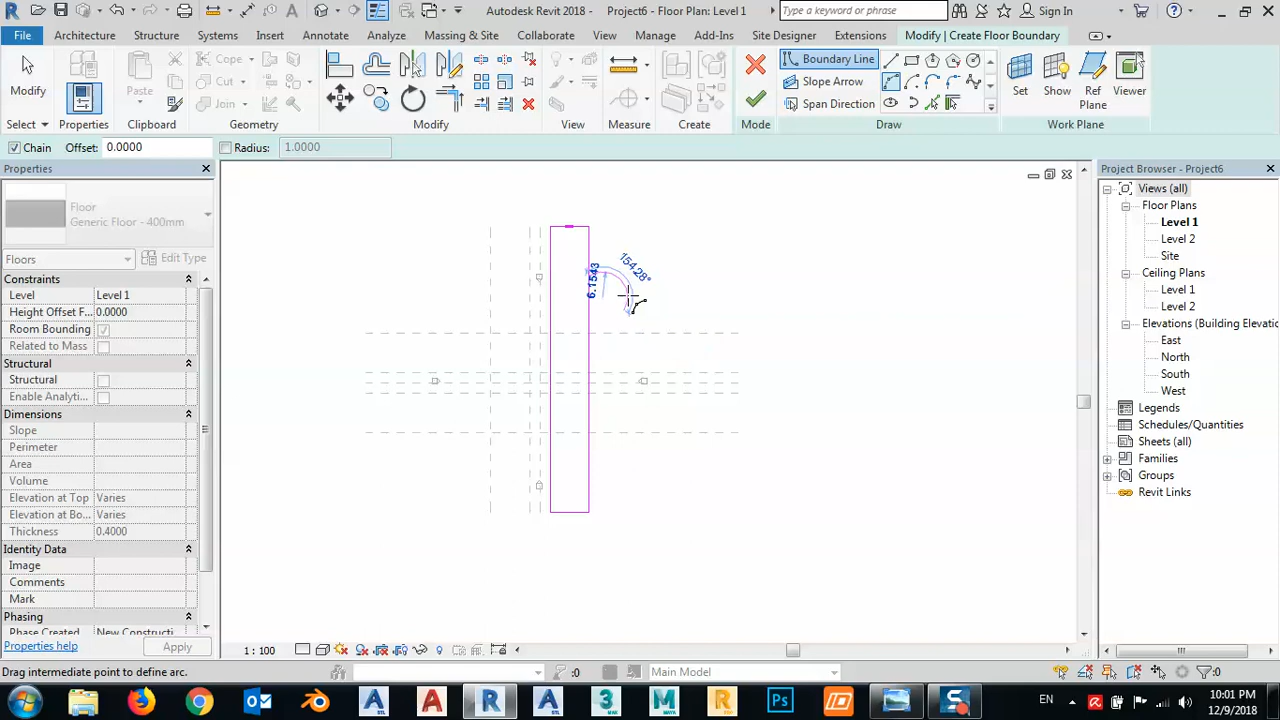 Autodesk Revit 2018 - Project6 - Floor Plan: Level 1
Type a keyword or phrase
Sign In
File
Architecture
Structure
Systems
Insert
Annotate
Analyze
Massing & Site
Collaborate
View
Manage
Add-Ins
Site Designer
Extensions
Modify | Create Floor Boundary
Modify
Paste
Cope
Cut
Join
Boundary Line
Slope Arrow
Span Direction
Set
Show
Ref
Plane
Viewer
Select
Properties
Clipboard
Geometry
Modify
View
Measure
Create
Mode
Draw
Work Plane
Chain
Offset:
0.0000
Radius:
1.0000
Properties
Floor
Generic Floor - 400mm
Floors
Constraints
Level
Level 1
Height Offset F...
0.0000
Room Bounding
Related to Mass
Structural
Structural
Enable Analyti...
Dimensions
Slope
Perimeter
Area
Volume
Elevation at Top
Varies
Elevation at Bo...
Varies
Thickness
0.4000
Identity Data
Image
Comments
Mark
Phasing
Phase Created
New Constructi
Properties help
Apply
154.28°
6.1543
Project Browser - Project6
Views (all)
Floor Plans
Level 1
Level 2
Site
Ceiling Plans
Level 1
Level 2
Elevations (Building Elevatio
East
North
South
West
Legends
Schedules/Quantities
Sheets (all)
Families
Groups
Revit Links
1 : 100
Drag intermediate point to define arc.
:0
Main Model
:0
EN
10:01 PM
12/9/2018